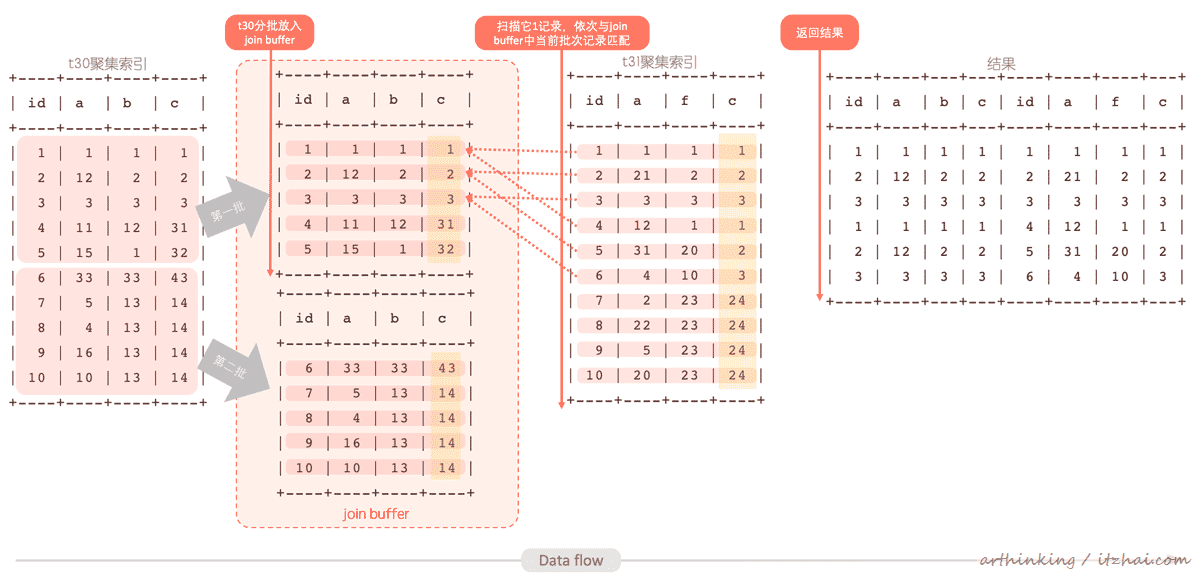 t30分批放入
join buffer
扫描它1记录，依次与join
buffer中当前批次记录匹配
返回结果
t30聚集索引
+----+----+----+----+
| id | a | b | c |
+----+----+----+----+
| 1 | 1 | 1 | 1 |
| 2 | 12 | 2 | 2 |
| 3 | 3 | 3 | 3 |
| 4 | 11 | 12 | 31 |
| 5 | 15 | 1 | 32 |
| 6 | 33 | 33 | 43 |
| 7 | 5 | 13 | 14 |
| 8 | 4 | 13 | 14 |
| 9 | 16 | 13 | 14 |
| 10 | 10 | 13 | 14 |
+----+----+----+----+
第一批
第二批
+----+----+----+----+
| id | a | b | c |
+----+----+----+----+
| 1 | 1 | 1 | 1 |
| 2 | 12 | 2 | 2 |
| 3 | 3 | 3 | 3 |
| 4 | 11 | 12 | 31 |
| 5 | 15 | 1 | 32 |
+----+----+----+----+
+----+----+----+----+
| id | a | b | c |
+----+----+----+----+
| 6 | 33 | 33 | 43 |
| 7 | 5 | 13 | 14 |
| 8 | 4 | 13 | 14 |
| 9 | 16 | 13 | 14 |
| 10 | 10 | 13 | 14 |
+----+----+----+----+
join buffer
t31聚集索引
+----+----+----+----+
| id | a | f | c |
+----+----+----+----+
| 1 | 1 | 1 | 1 |
| 2 | 21 | 2 | 2 |
| 3 | 3 | 3 | 3 |
| 4 | 12 | 1 | 1 |
| 5 | 31 | 20 | 2 |
| 6 | 4 | 10 | 3 |
| 7 | 2 | 23 | 24 |
| 8 | 22 | 23 | 24 |
| 9 | 5 | 23 | 24 |
| 10 | 20 | 23 | 24 |
+----+----+----+----+
结果
+----+----+----+----+----+----+----+----+
| id | a | b | c | id | a | f | c |
+----+----+----+----+----+----+----+----+
| 1 | 1 | 1 | 1 | 1 | 1 | 1 | 1 |
| 2 | 12 | 2 | 2 | 2 | 21 | 2 | 2 |
| 3 | 3 | 3 | 3 | 3 | 3 | 3 | 3 |
| 1 | 1 | 1 | 1 | 4 | 12 | 1 | 1 |
| 2 | 12 | 2 | 2 | 5 | 31 | 20 | 2 |
| 3 | 3 | 3 | 3 | 6 | 4 | 10 | 3 |
+----+----+----+----+----+----+----+----+
Data flow
arthinking / itzhai.com